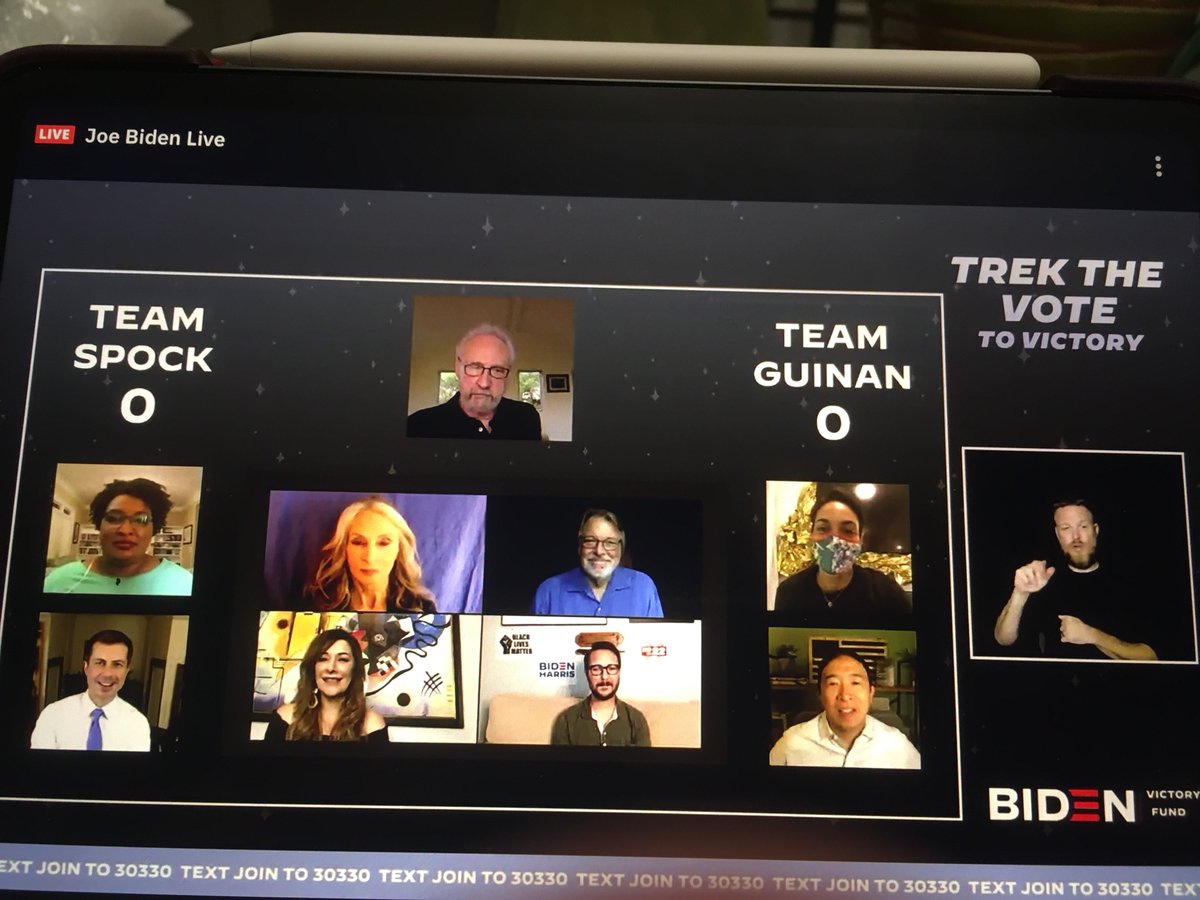 LIVE Joe Biden Live
TEAM
SPOCK
0
TEAM
GUINAN
0
TREK THE
VOTE
TO VICTORY
BLACK
LIVES
MATTER
BIDEN
HARRIS
BIDEN
VICTORY
FUND
EXT JOIN TO 30330 TEXT JOIN TO 30330 TEXT JOIN TO 30330 TEXT JOIN TO 30330 TEXT JOIN TO 30330 TEXT JOIN TO 30330 TEXT